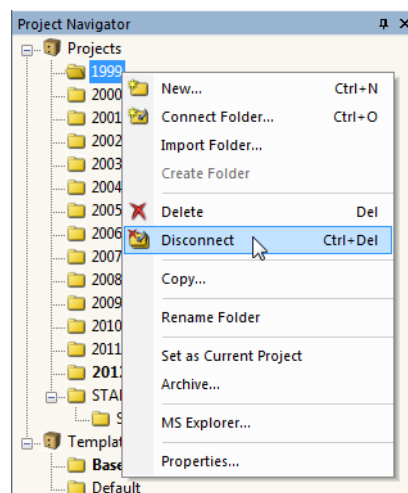 Project Navigator
Projects
1999
2000
2001
2002
2003
2004
2005
2006
2007
2008
2009
2010
2011
Base
Default
New... Ctrl+N
Connect Folder... Ctrl+O
Import Folder...
Create Folder
Delete Del
Disconnect Ctrl+Del
Copy...
Rename Folder
Set as Current Project
Archive...
MS Explorer...
Properties...